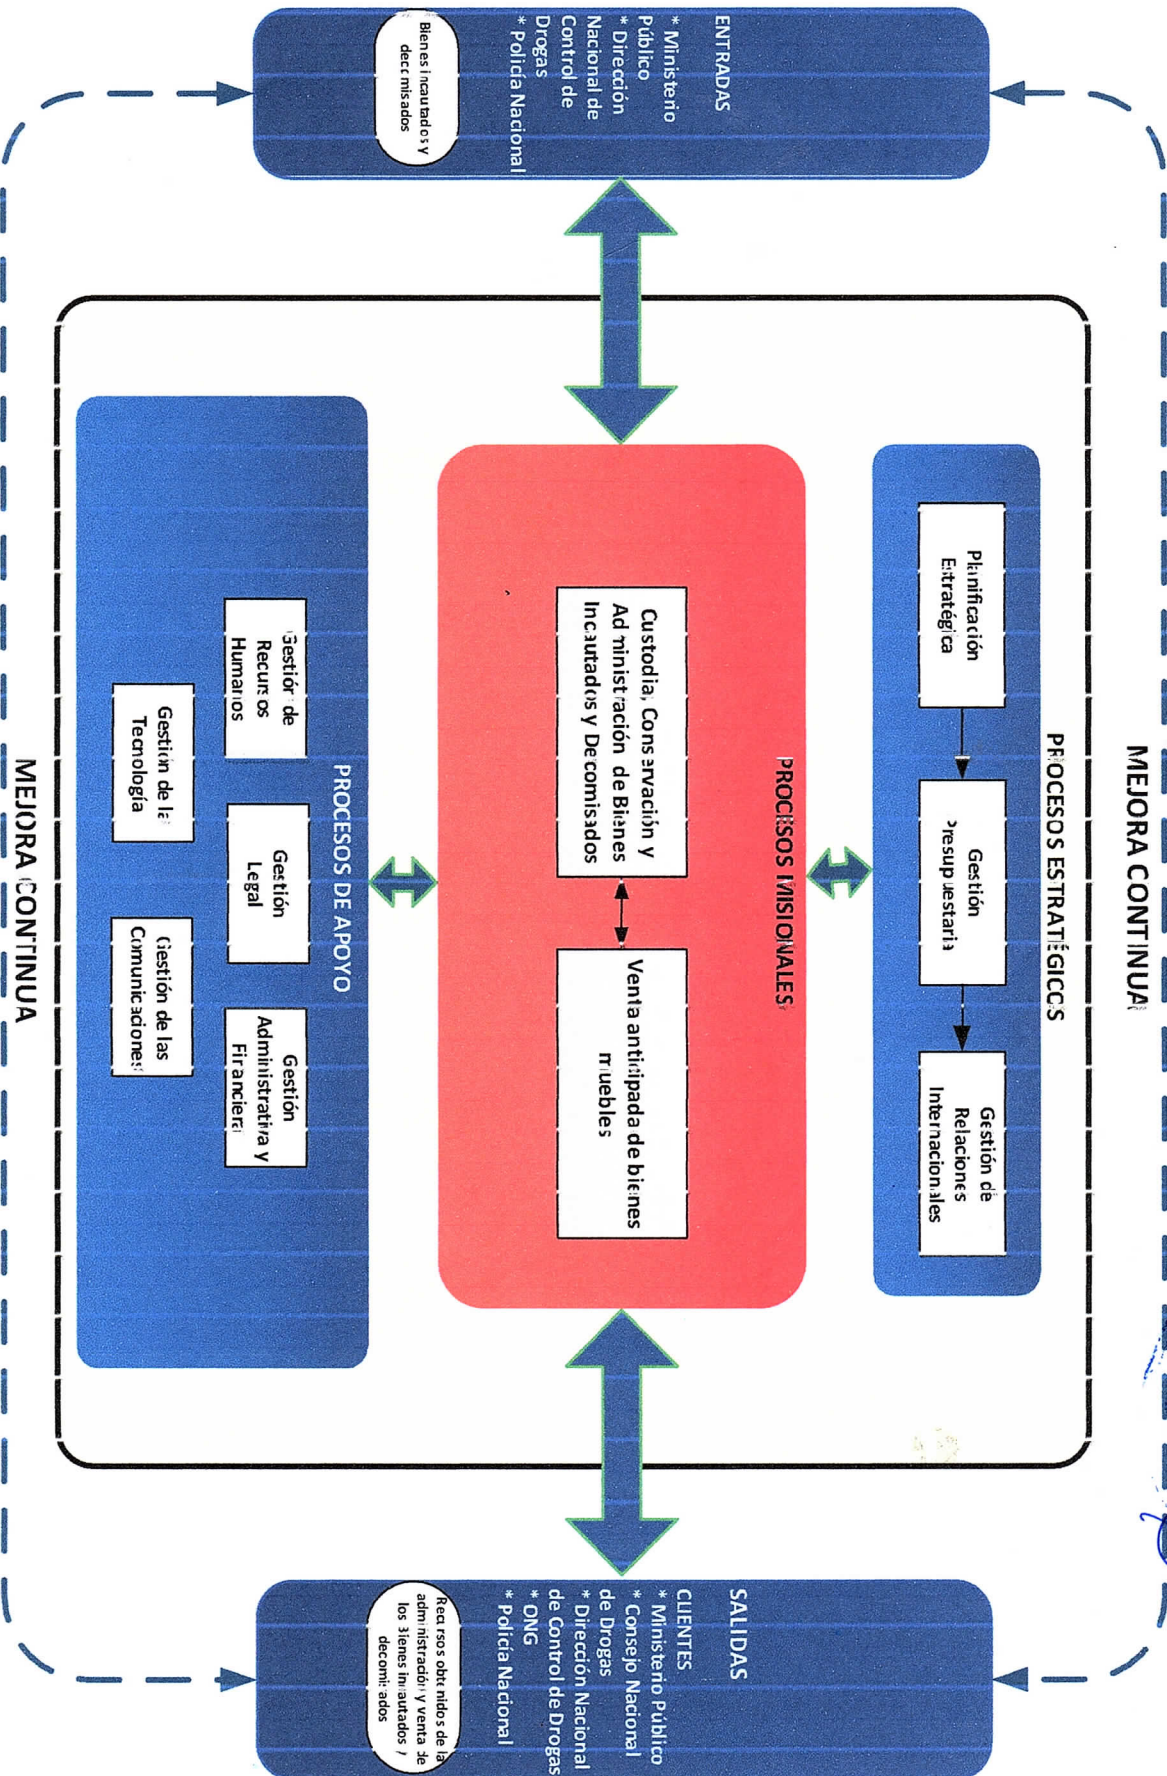 MEJORA CONTINUA
ENTRADAS
* Ministerio
Público
* Dirección
Nacional de
Control de
Drogas
* Policía Nacional
Bienes incautados y
decomisados
PROCESOS ESTRATÉGICOS
Planificación
Estratégica
Gestión
Presupuestaria
Gestión de
Relaciones
Internacionales
PROCESOS MISIONALES
Custodia, Conservación y
Administración de Bienes
Incautados y Decomisados
Venta anticipada de bienes
muebles
PROCESOS DE APOYO
Gestión de
Recursos
Humanos
Gestión
Legal
Gestión
Administrativa y
Financiera
Gestión de la
Tecnología
Gestión de las
Comunicaciones
SALIDAS
CLIENTES
* Ministerio Público
* Consejo Nacional
de Drogas
* Dirección Nacional
de Control de Drogas
* ONG
* Policía Nacional
Recursos obtenidos de la
administración y venta de
los Bienes incautados y
decomisados
MEJORA CONTINUA